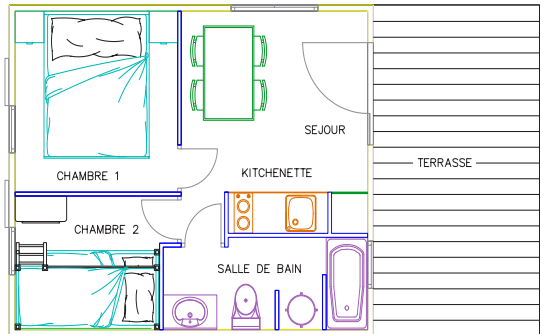 SEJOUR
TERRASSE
CHAMBRE 1
KITCHENETTE
CHAMBRE 2
SALLE DE BAIN